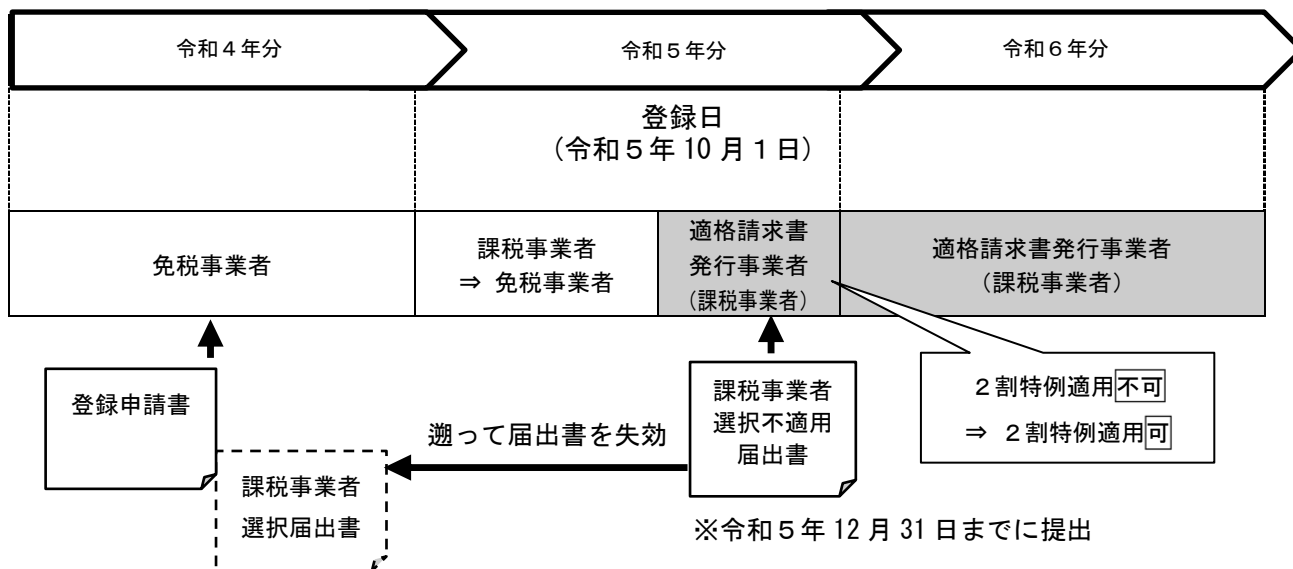 令和４年分
令和５年分
令和６年分
登録日
（令和５年 10 月１日）
免税事業者
課税事業者
⇒ 免税事業者
適格請求書
発行事業者
（課税事業者）
適格請求書発行事業者
（課税事業者）
登録申請書
課税事業者
選択届出書
遡って届出書を失効
課税事業者
選択不適用
届出書
２割特例適用不可
⇒ ２割特例適用可
※令和５年 12 月 31 日までに提出